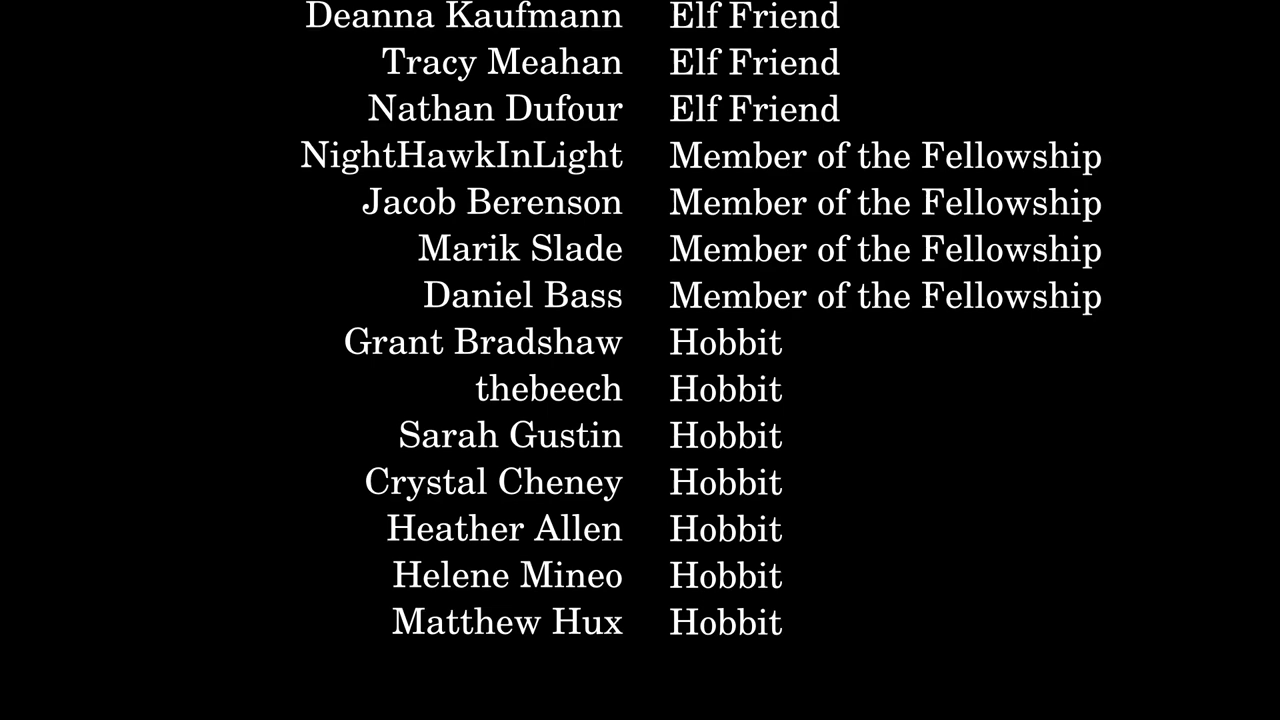 Deanna Kaufmann Elf Friend
Tracy Meahan Elf Friend
Nathan Dufour Elf Friend
NightHawkInLight Member of the Fellowship
Jacob Berenson Member of the Fellowship
Marik Slade Member of the Fellowship
Daniel Bass Member of the Fellowship
Grant Bradshaw Hobbit
thebeech Hobbit
Sarah Gustin Hobbit
Crystal Cheney Hobbit
Heather Allen Hobbit
Helene Mineo Hobbit
Matthew Hux Hobbit